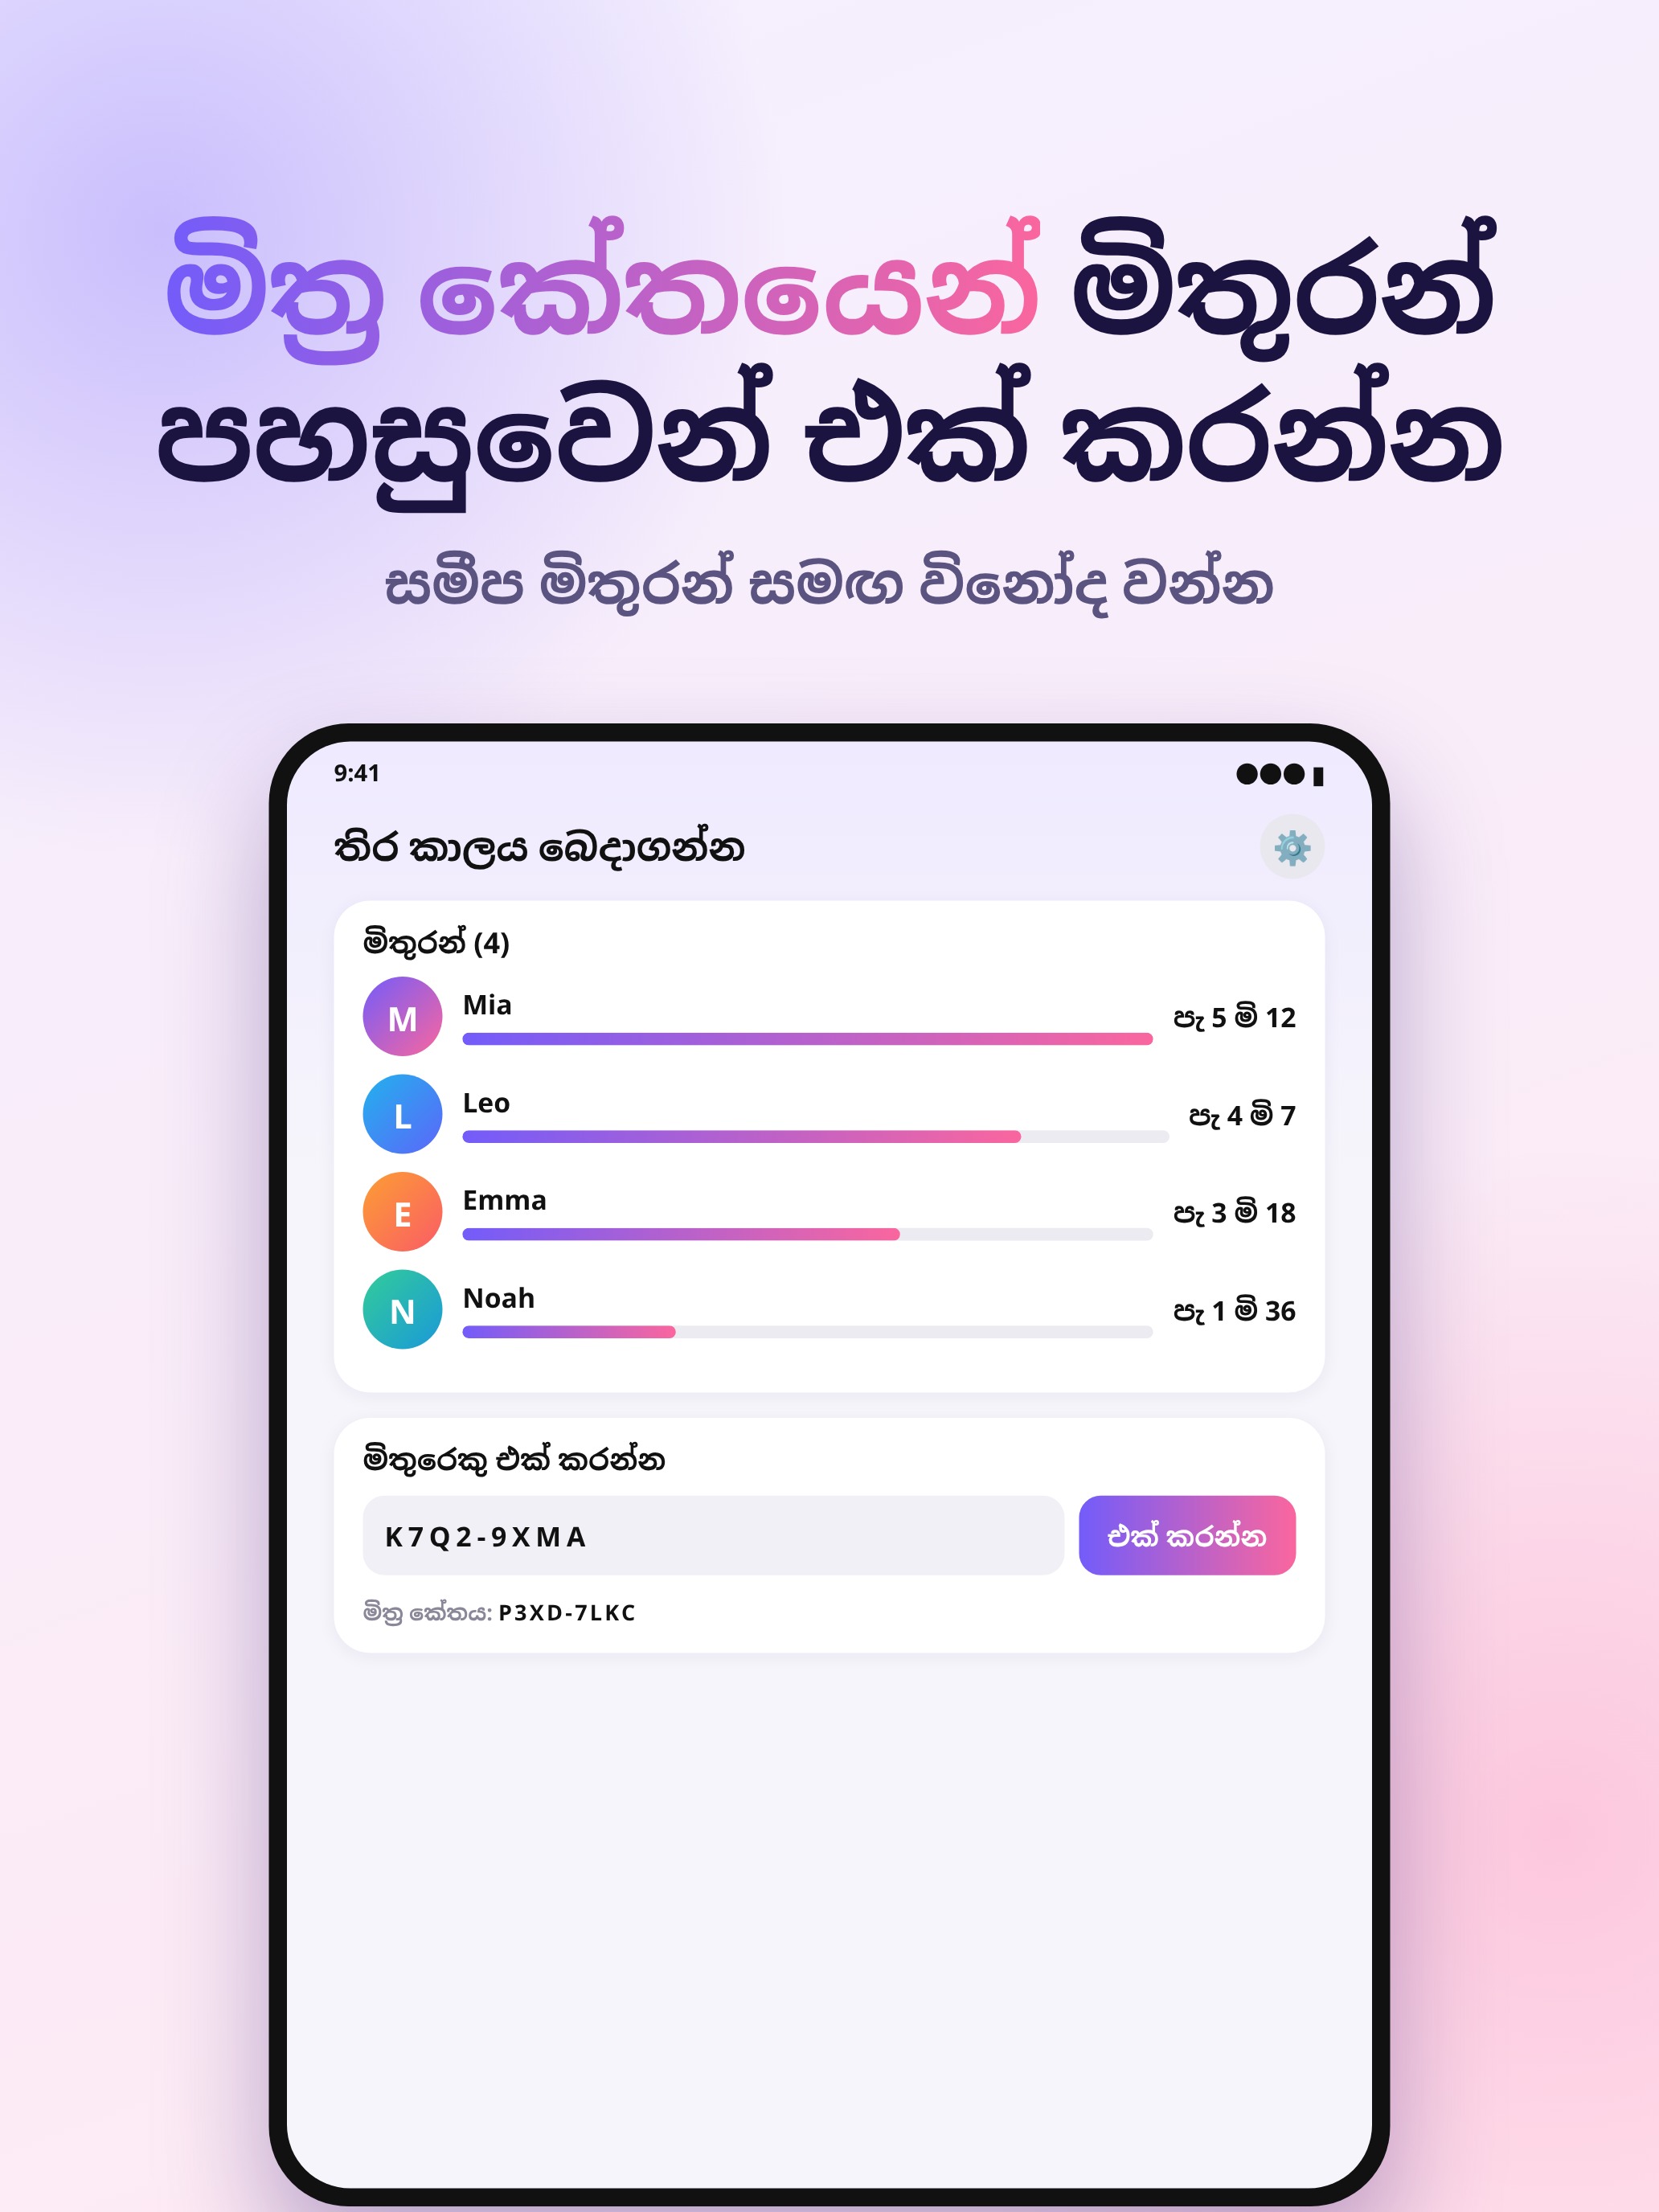 මිත්‍ර කේතයෙන් මිතුරන්
පහසුවෙන් එක් කරන්න
සමීප මිතුරන් සමඟ විනෝද වන්න
9:41
තිර කාලය බෙදාගන්න
මිතුරන් (4)
M
Mia
පැ 5 මි 12
L
Leo
පැ 4 මි 7
E
Emma
පැ 3 මි 18
N
Noah
පැ 1 මි 36
මිතුරෙකු එක් කරන්න
K7Q2-9XMA
එක් කරන්න
මිත්‍ර කේතය: P3XD-7LKC